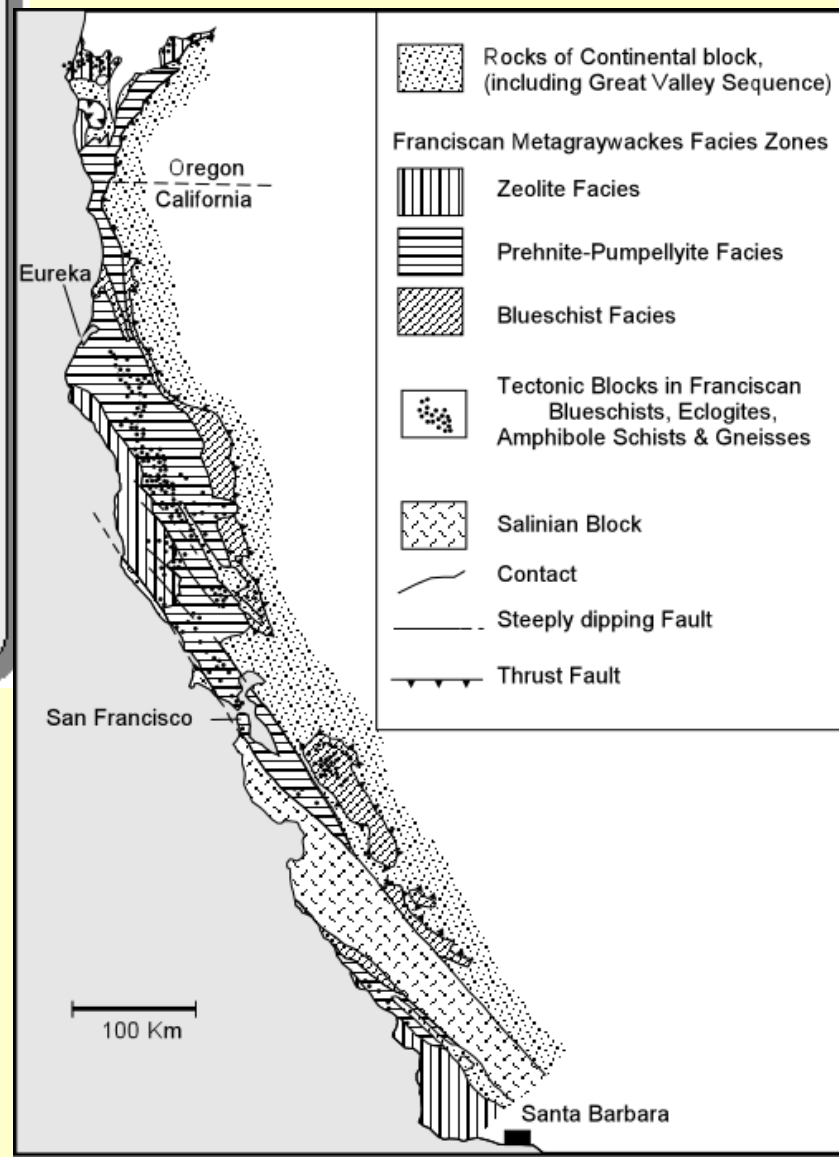 Rocks of Continental block,
(including Great Valley Sequence)
Franciscan Metagraywackes Facies Zones
Zeolite Facies
Prehnite-Pumpellyite Facies
Blueschist Facies
Tectonic Blocks in Franciscan
Blueschists, Eclogites,
Amphibole Schists & Gneisses
Salinian Block
Contact
Steeply dipping Fault
Thrust Fault
Oregon
California
Eureka
San Francisco
100 Km
Santa Barbara